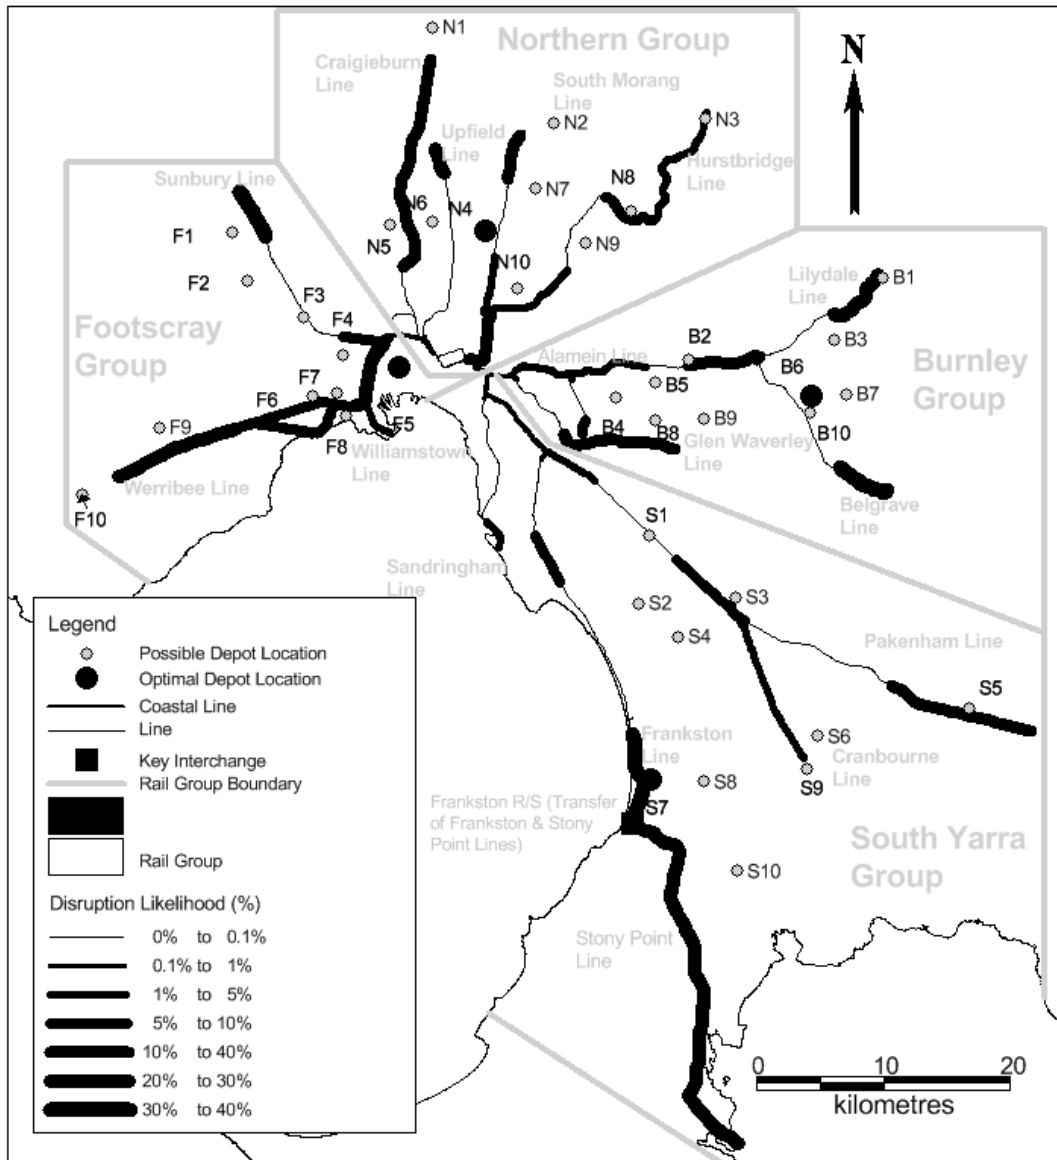 N1
Northern Group
Craigieburn
Line
South Morang
Line
N
N2
N3
Upfield
Line
Hurstbridge
Line
Sunbury Line
N7
N8
N6
N4
N5
N9
F1
F2
N10
Lilydale
Line
B1
F3
F4
Footscray
Group
Alamein Line
B2
B3
B6
Burnley
Group
B5
B7
F7
F6
F9
F5
F8
B4
B8
B9
B10
Glen Waverley
Line
Williamstown
Line
Werribee Line
Belgrave
Line
F10
S1
Sandringham
Line
S2
S3
S4
Pakenham Line
S5
Legend
Possible Depot Location
Optimal Depot Location
Coastal Line
Line
Key Interchange
Rail Group Boundary
Rail Group
Disruption Likelihood (%)
0% to 0.1%
0.1% to 1%
1% to 5%
5% to 10%
10% to 40%
20% to 30%
30% to 40%
Frankston
Line
S6
Cranbourne
Line
S9
S8
S7
Frankston R/S (Transfer
of Frankston & Stony
Point Lines)
South Yarra
Group
S10
Stony Point
Line
0 10 20
kilometres